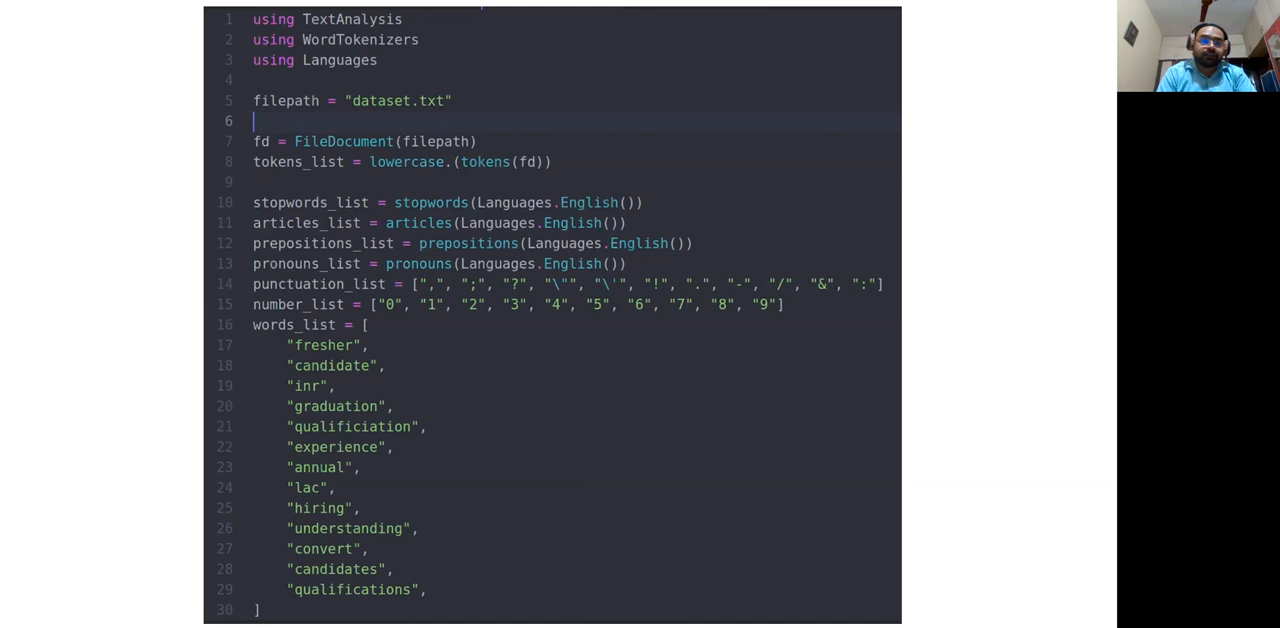 1 using TextAnalysis
2 using WordTokenizers
3 using Languages
4
5 filepath = "dataset.txt"
6
7 fd = FileDocument(filepath)
8 tokens_list = lowercase.(tokens(fd))
9
10 stopwords_list = stopwords(Languages.English())
11 articles_list = articles(Languages.English())
12 prepositions_list = prepositions(Languages.English())
13 pronouns_list = pronouns(Languages.English())
14 punctuation_list = [",", ";", "?", "\"", "\'", "!", ".", "-", "/", "&", ":"]
15 number_list = ["0", "1", "2", "3", "4", "5", "6", "7", "8", "9"]
16 words_list = [
17 "fresher",
18 "candidate",
19 "inr",
20 "graduation",
21 "qualificiation",
22 "experience",
23 "annual",
24 "lac",
25 "hiring",
26 "understanding",
27 "convert",
28 "candidates",
29 "qualifications",
30 ]